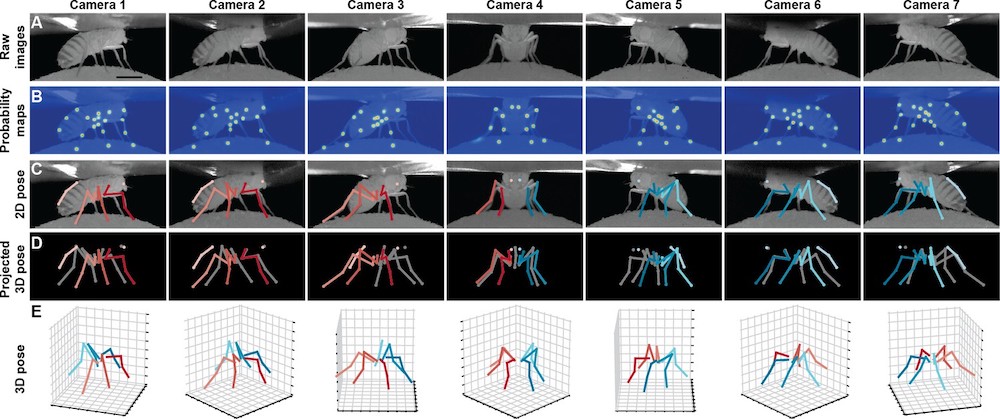 Camera 1 Camera 2 Camera 3 Camera 4 Camera 5 Camera 6 Camera 7
A
Raw
images
B
Probability
maps
C
2D pose
D
Projected
3D pose
E
3D pose